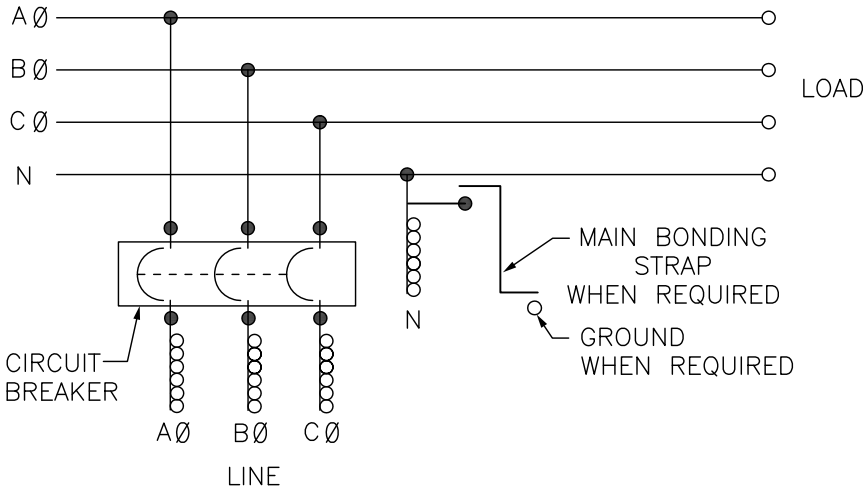 AØ
BØ
LOAD
CØ
N
MAIN BONDING
STRAP
WHEN REQUIRED
N
GROUND
WHEN REQUIRED
CIRCUIT
BREAKER
AØ BØ CØ
LINE